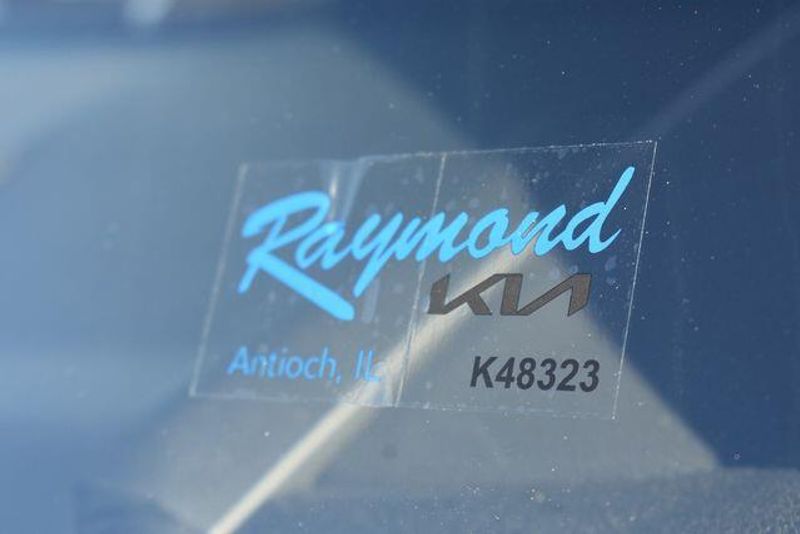 Raymond
KIA
Antioch, IL
K48323